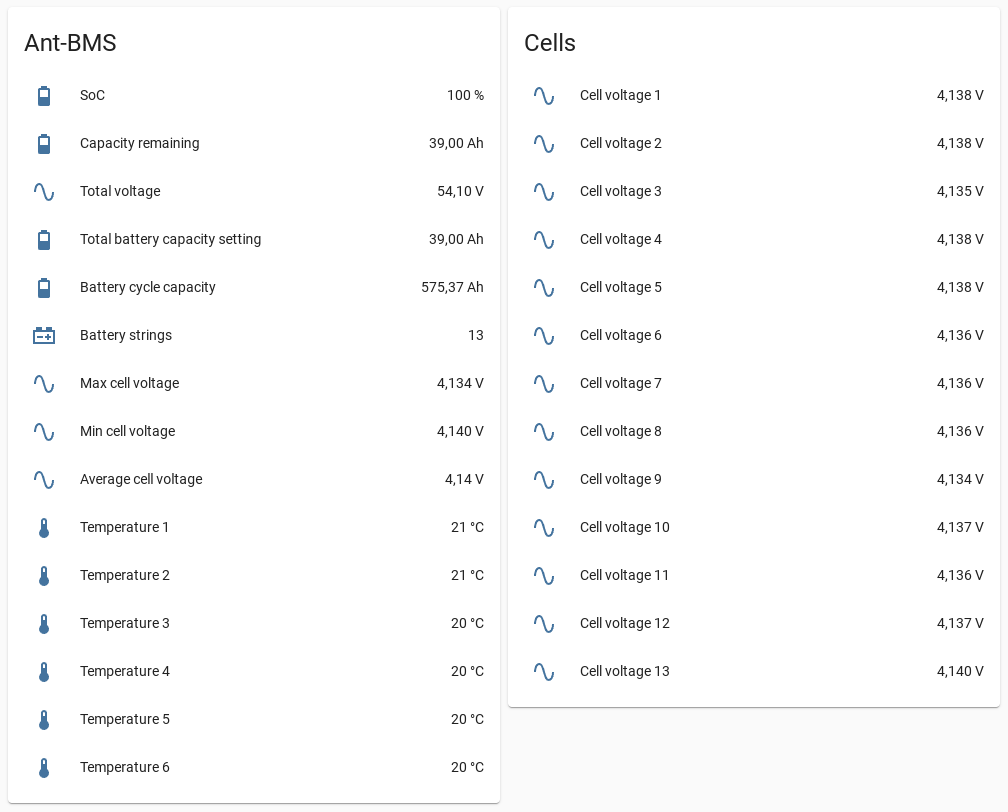 Ant-BMS
SoC 100 %
Capacity remaining 39,00 Ah
Total voltage 54,10 V
Total battery capacity setting 39,00 Ah
Battery cycle capacity 575,37 Ah
Battery strings 13
Max cell voltage 4,134 V
Min cell voltage 4,140 V
Average cell voltage 4,14 V
Temperature 1 21 °C
Temperature 2 21 °C
Temperature 3 20 °C
Temperature 4 20 °C
Temperature 5 20 °C
Temperature 6 20 °C
Cells
Cell voltage 1 4,138 V
Cell voltage 2 4,138 V
Cell voltage 3 4,135 V
Cell voltage 4 4,138 V
Cell voltage 5 4,138 V
Cell voltage 6 4,136 V
Cell voltage 7 4,136 V
Cell voltage 8 4,136 V
Cell voltage 9 4,134 V
Cell voltage 10 4,137 V
Cell voltage 11 4,136 V
Cell voltage 12 4,137 V
Cell voltage 13 4,140 V